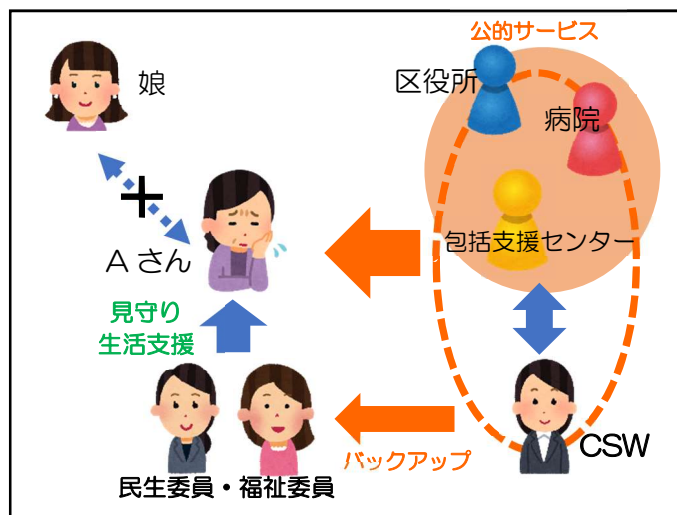 公的サービス
娘
区役所
病院
包括支援センター
Aさん
見守り
生活支援
バックアップ
CSW
民生委員・福祉委員